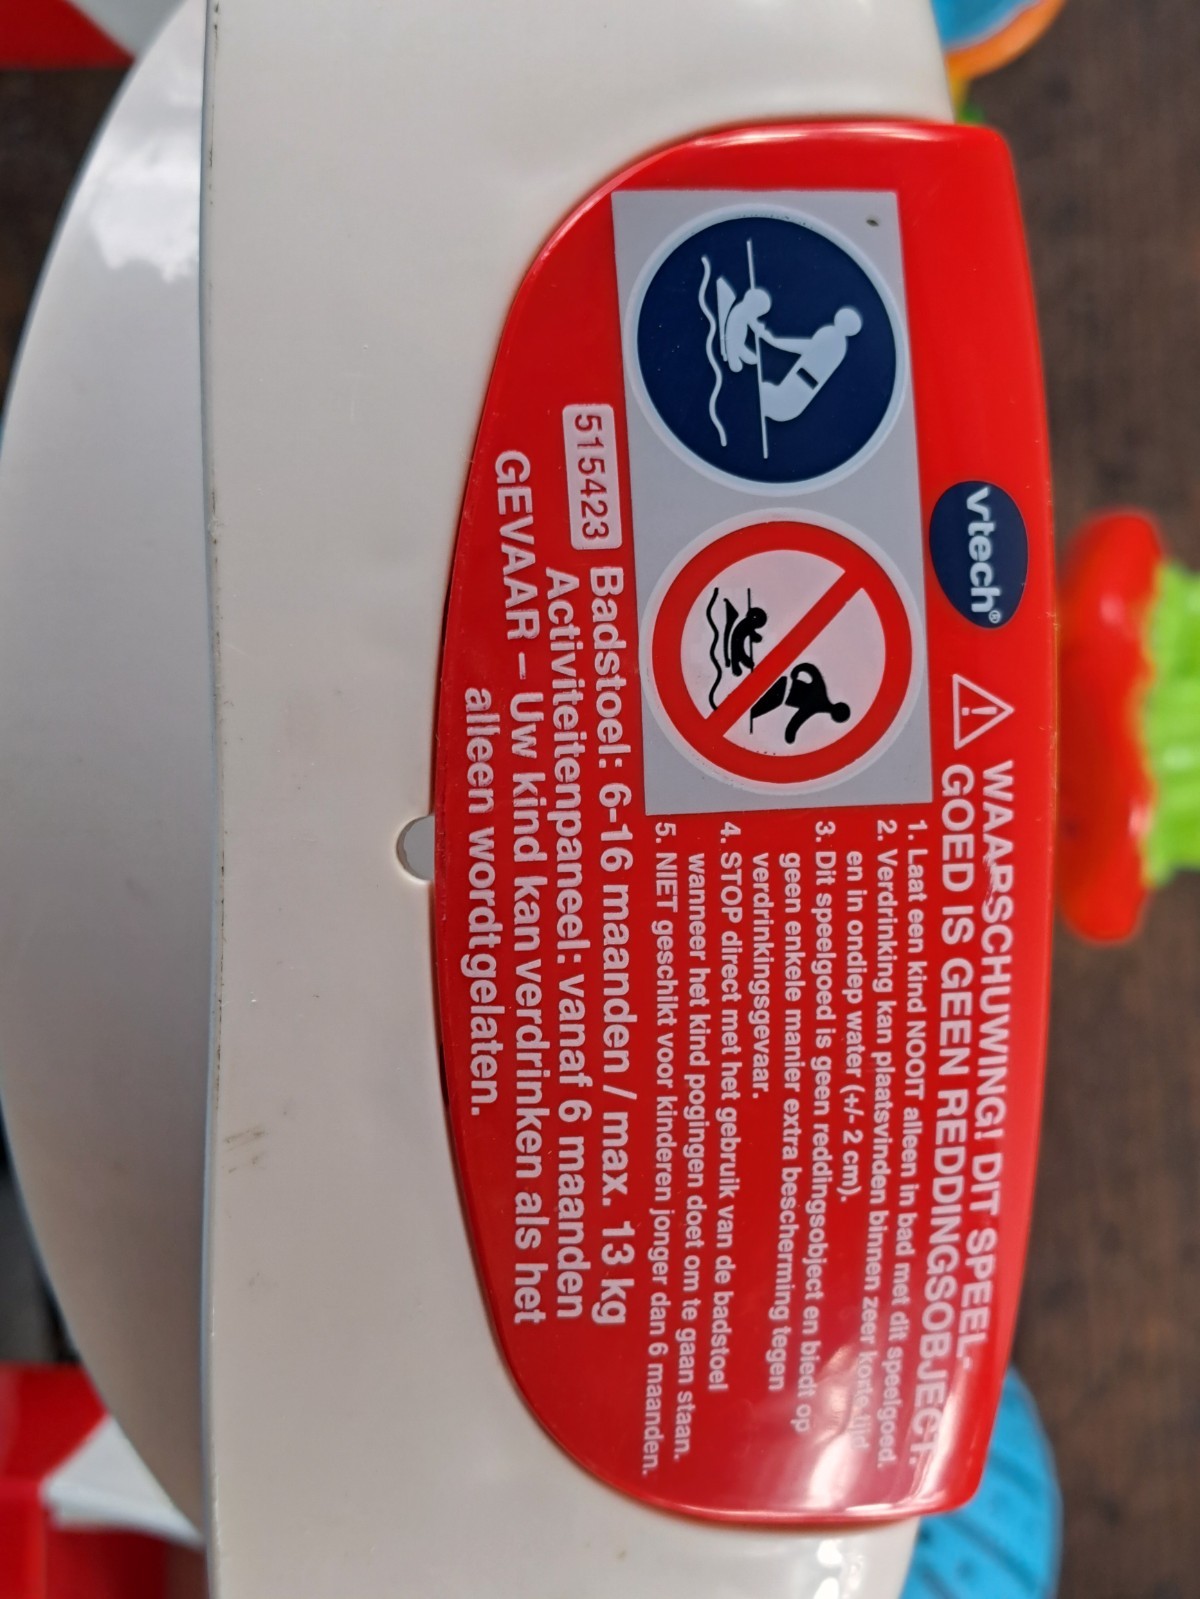 vtech®
⚠ WAARSCHUWING! DIT SPEEL-
GOED IS GEEN REDDINGSOBJECT.
1. Laat een kind NOOIT alleen in bad met dit speelgoed.
2. Verdrinking kan plaatsvinden binnen zeer korte tijd
en in ondiep water (+/- 2 cm).
3. Dit speelgoed is geen reddingsobject en biedt op
geen enkele manier extra bescherming tegen
verdrinkingsgevaar.
4. STOP direct met het gebruik van de badstoel
wanneer het kind pogingen doet om te gaan staan.
5. NIET geschikt voor kinderen jonger dan 6 maanden.
515423
Badstoel: 6-16 maanden / max. 13 kg
Activiteitenpaneel: vanaf 6 maanden
GEVAAR – Uw kind kan verdrinken als het
alleen wordt gelaten.